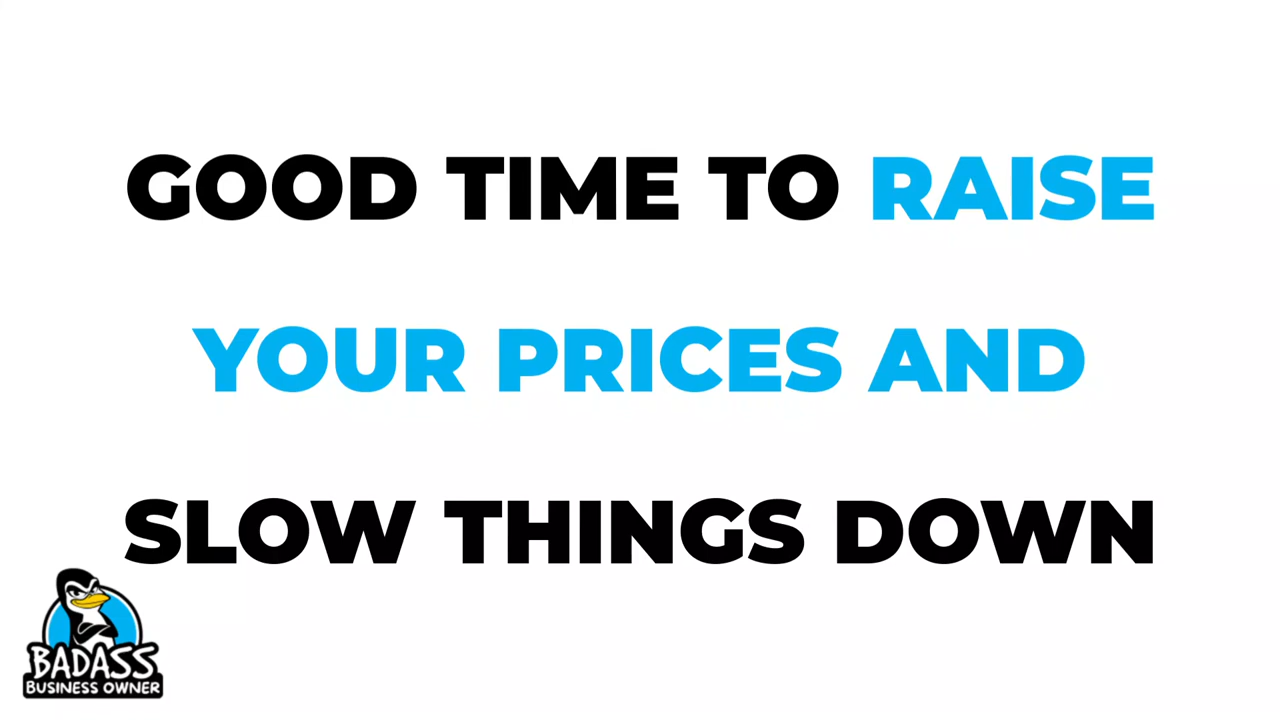 GOOD TIME TO RAISE
YOUR PRICES AND
SLOW THINGS DOWN
BADASS
BUSINESS OWNER